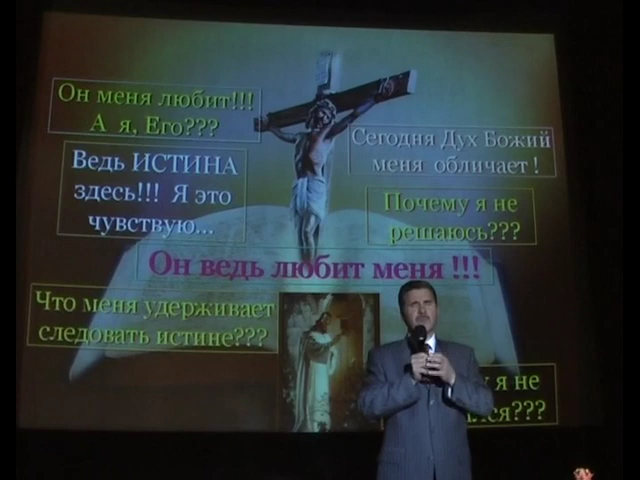 Он меня любит!!!
А я, Его???
Сегодня Дух Божий
меня обличает !
Ведь ИСТИНА
здесь!!! Я это
чувствую...
Почему я не
решаюсь???
Он ведь любит меня !!!
Что меня удерживает
следовать истине???
у я не
???